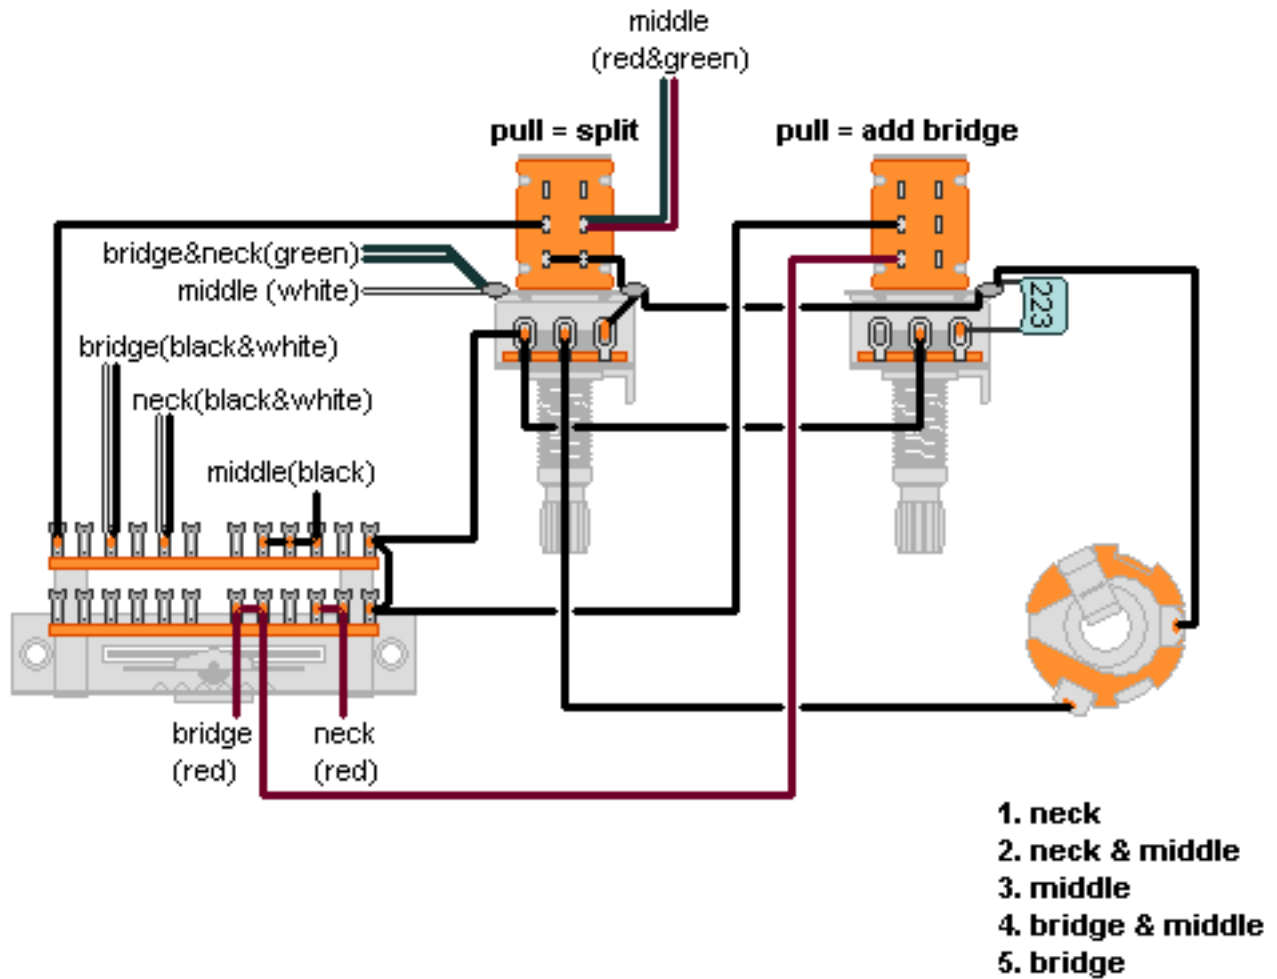 middle
(red&green)
pull = split
pull = add bridge
bridge&neck(green)
middle (white)
223
bridge(black&white)
neck(black&white)
middle(black)
bridge
(red)
neck
(red)
1. neck
2. neck & middle
3. middle
4. bridge & middle
5. bridge